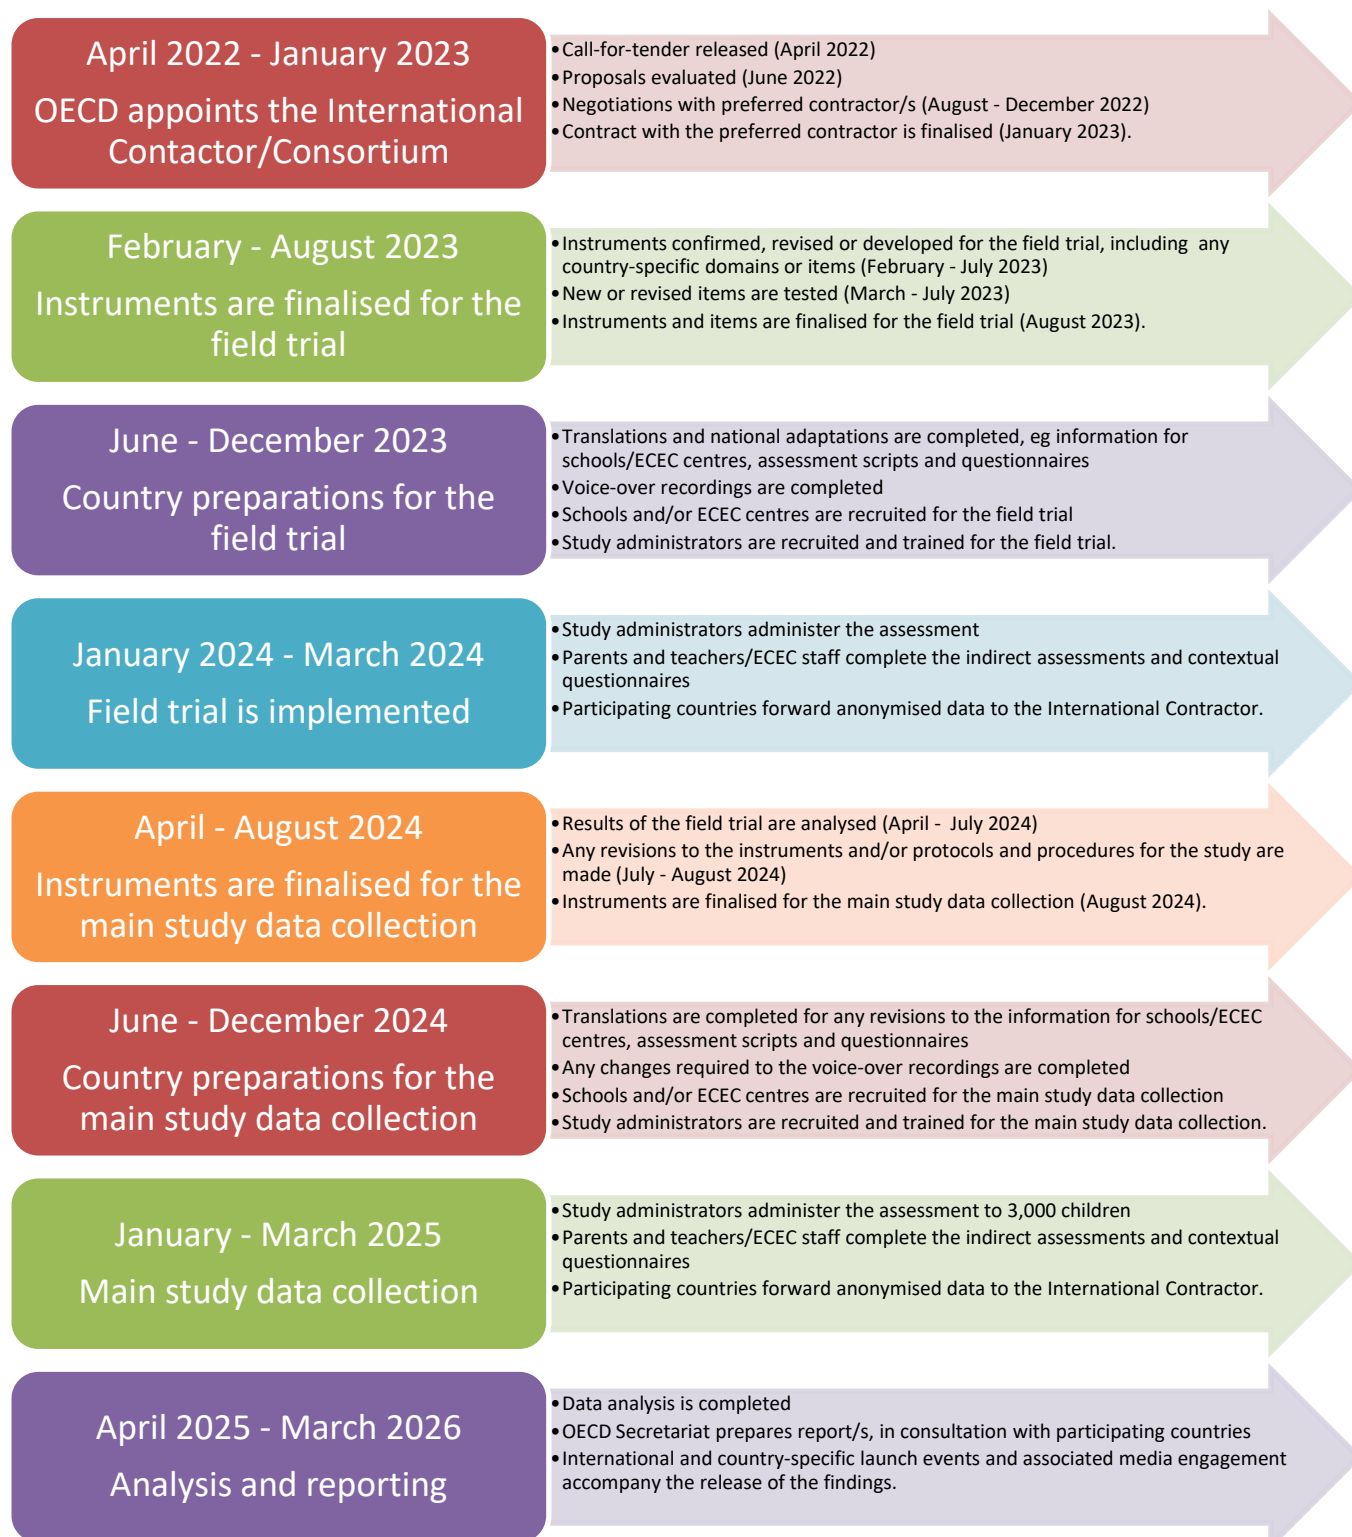 April 2022 - January 2023
OECD appoints the International
Contactor/Consortium
•Call-for-tender released (April 2022)
•Proposals evaluated (June 2022)
•Negotiations with preferred contractor/s (August - December 2022)
•Contract with the preferred contractor is finalised (January 2023).
February - August 2023
Instruments are finalised for the
field trial
•Instruments confirmed, revised or developed for the field trial, including any
country-specific domains or items (February - July 2023)
•New or revised items are tested (March - July 2023)
•Instruments and items are finalised for the field trial (August 2023).
June - December 2023
Country preparations for the
field trial
•Translations and national adaptations are completed, eg information for
schools/ECEC centres, assessment scripts and questionnaires
•Voice-over recordings are completed
•Schools and/or ECEC centres are recruited for the field trial
•Study administrators are recruited and trained for the field trial.
January 2024 - March 2024
Field trial is implemented
•Study administrators administer the assessment
•Parents and teachers/ECEC staff complete the indirect assessments and contextual
questionnaires
•Participating countries forward anonymised data to the International Contractor.
April - August 2024
Instruments are finalised for the
main study data collection
•Results of the field trial are analysed (April - July 2024)
•Any revisions to the instruments and/or protocols and procedures for the study are
made (July - August 2024)
•Instruments are finalised for the main study data collection (August 2024).
June - December 2024
Country preparations for the
main study data collection
•Translations are completed for any revisions to the information for schools/ECEC
centres, assessment scripts and questionnaires
•Any changes required to the voice-over recordings are completed
•Schools and/or ECEC centres are recruited for the main study data collection
•Study administrators are recruited and trained for the main study data collection.
January - March 2025
Main study data collection
•Study administrators administer the assessment to 3,000 children
•Parents and teachers/ECEC staff complete the indirect assessments and contextual
questionnaires
•Participating countries forward anonymised data to the International Contractor.
April 2025 - March 2026
Analysis and reporting
•Data analysis is completed
•OECD Secretariat prepares report/s, in consultation with participating countries
•International and country-specific launch events and associated media engagement
accompany the release of the findings.